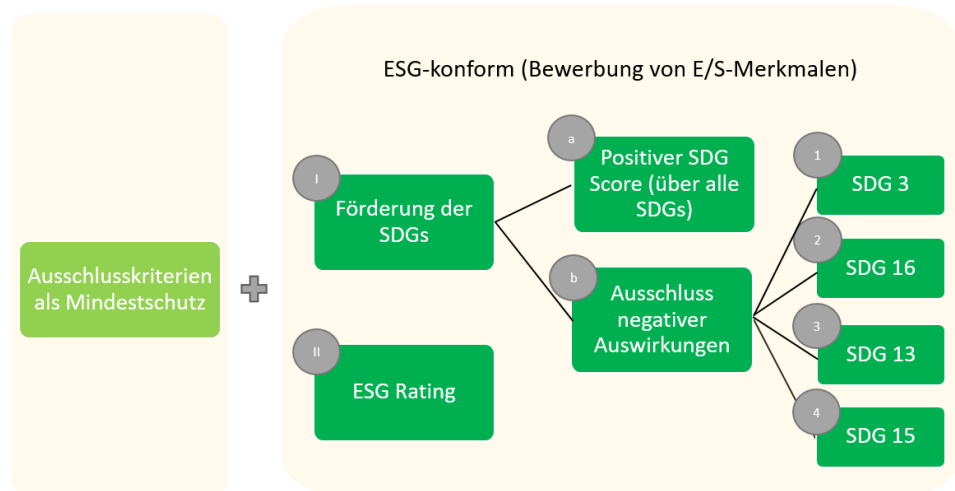 ESG-konform (Bewerbung von E/S-Merkmalen)
Ausschlusskriterien
als Mindestschutz
I
Förderung der
SDGs
II
ESG Rating
a
Positiver SDG
Score (über alle
SDGs)
b
Ausschluss
negativer
Auswirkungen
1
SDG 3
2
SDG 16
3
SDG 13
4
SDG 15